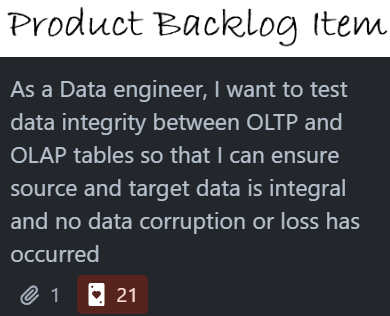 Product Backlog Item
As a Data engineer, I want to test
data integrity between OLTP and
OLAP tables so that I can ensure
source and target data is integral
and no data corruption or loss has
occurred
1 21